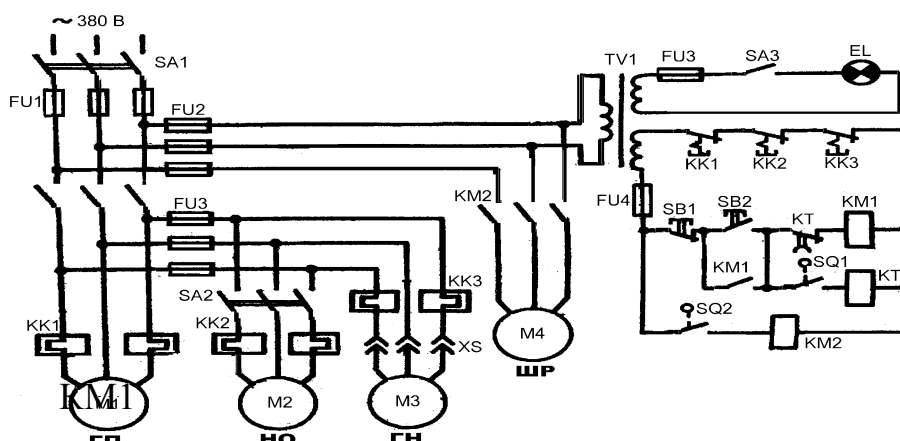 ~ 380 В
SA1
FU1
FU2
TV1
FU3
SA3
EL
KK1
KK2
KK3
KM2
FU4
SB1
SB2
KT
KM1
FU3
KM1
SQ1
KT
SA2
KK3
SQ2
KK1
KK2
XS
M4
KM2
ШР
KM1
M2
M3
ГП
НО
ГН